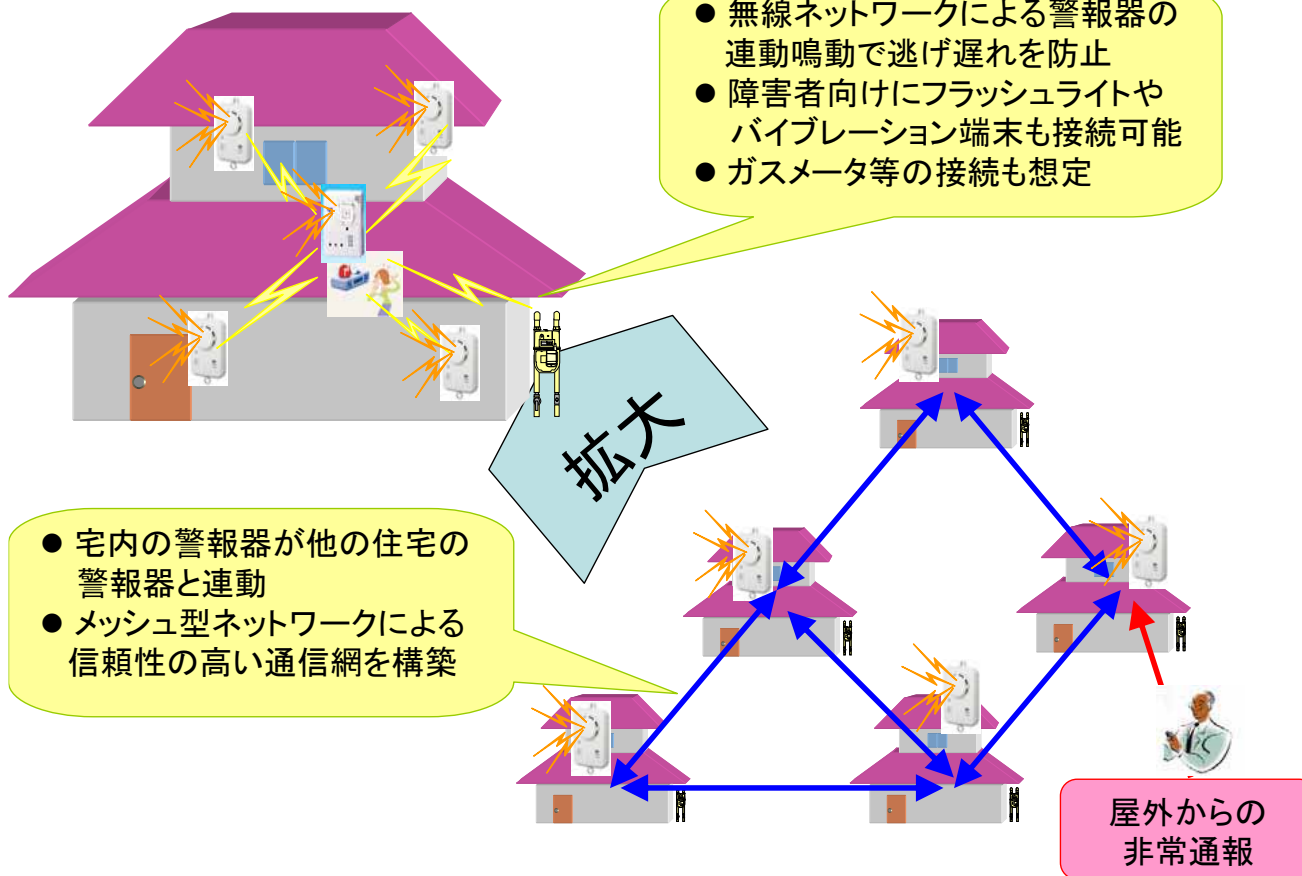 ● 無線ネットワークによる警報器の
連動鳴動で逃げ遅れを防止
● 障害者向けにフラッシュライトや
バイブレーション端末も接続可能
● ガスメータ等の接続も想定
拡大
● 宅内の警報器が他の住宅の
警報器と連動
● メッシュ型ネットワークによる
信頼性の高い通信網を構築
屋外からの
非常通報